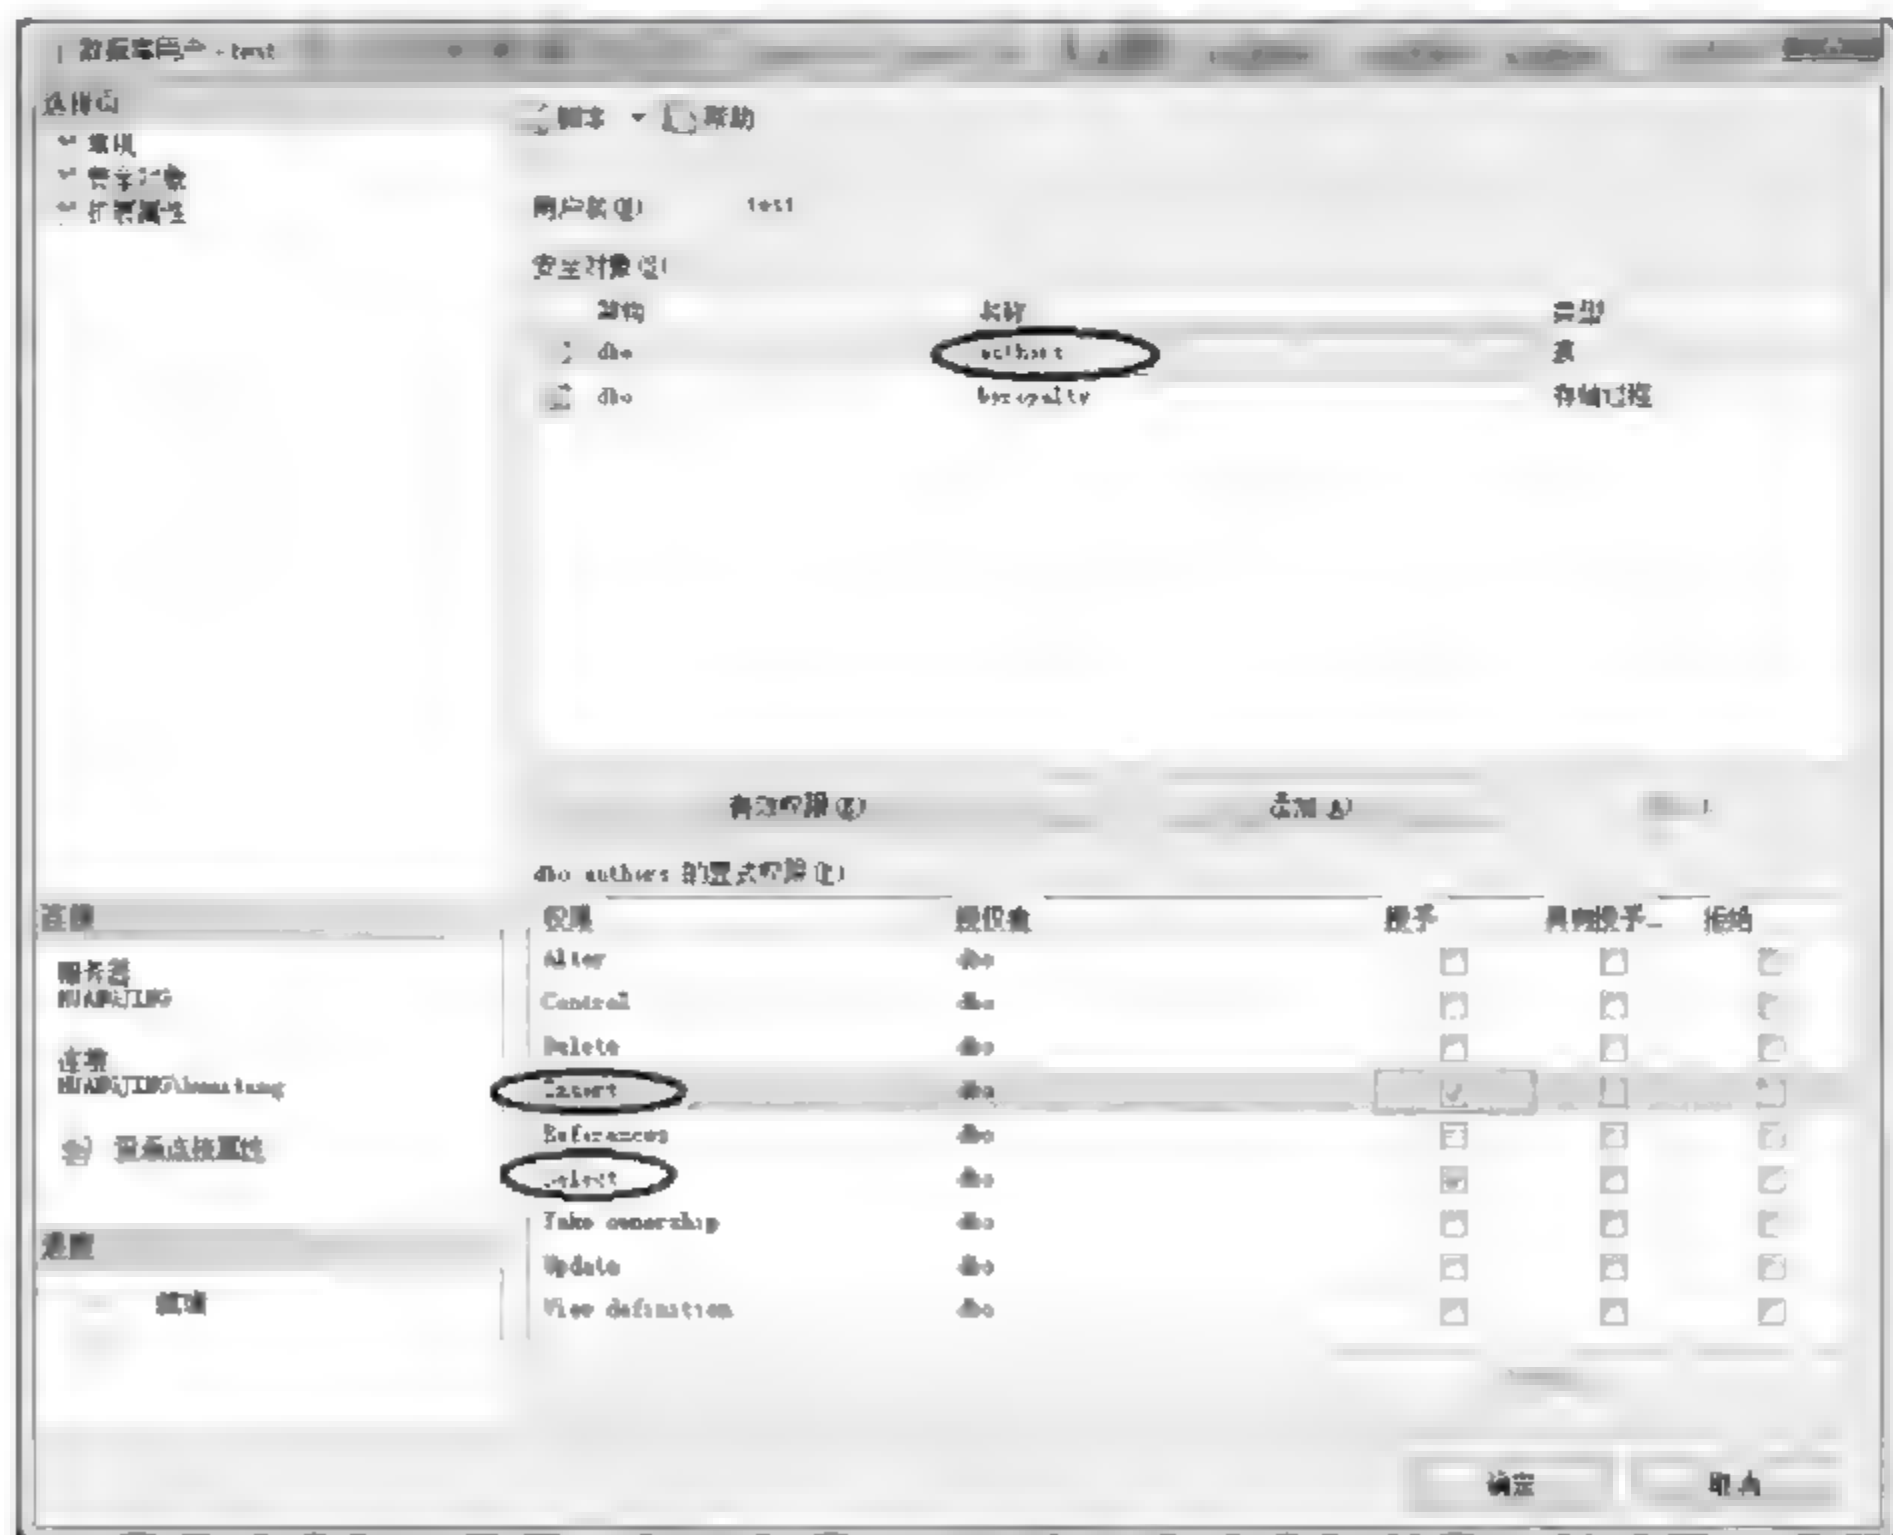 数据库用户 - test
选择页
常规
安全对象
扩展属性
脚本 帮助
用户名(N) test
安全对象(S)
架构 名称 类型
dbo authors 表
dbo byroyalty 存储过程
有效权限(E) 添加(A)
dbo authors 的显式权限(P)
权限 授权者 授予 具有授予... 拒绝
Alter dbo
Control dbo
Delete dbo
Insert dbo
References dbo
Select dbo
Take ownership dbo
Update dbo
View definition dbo
连接
服务器
HUANGJING
连接
查看连接属性
进度
就绪
确定 取消